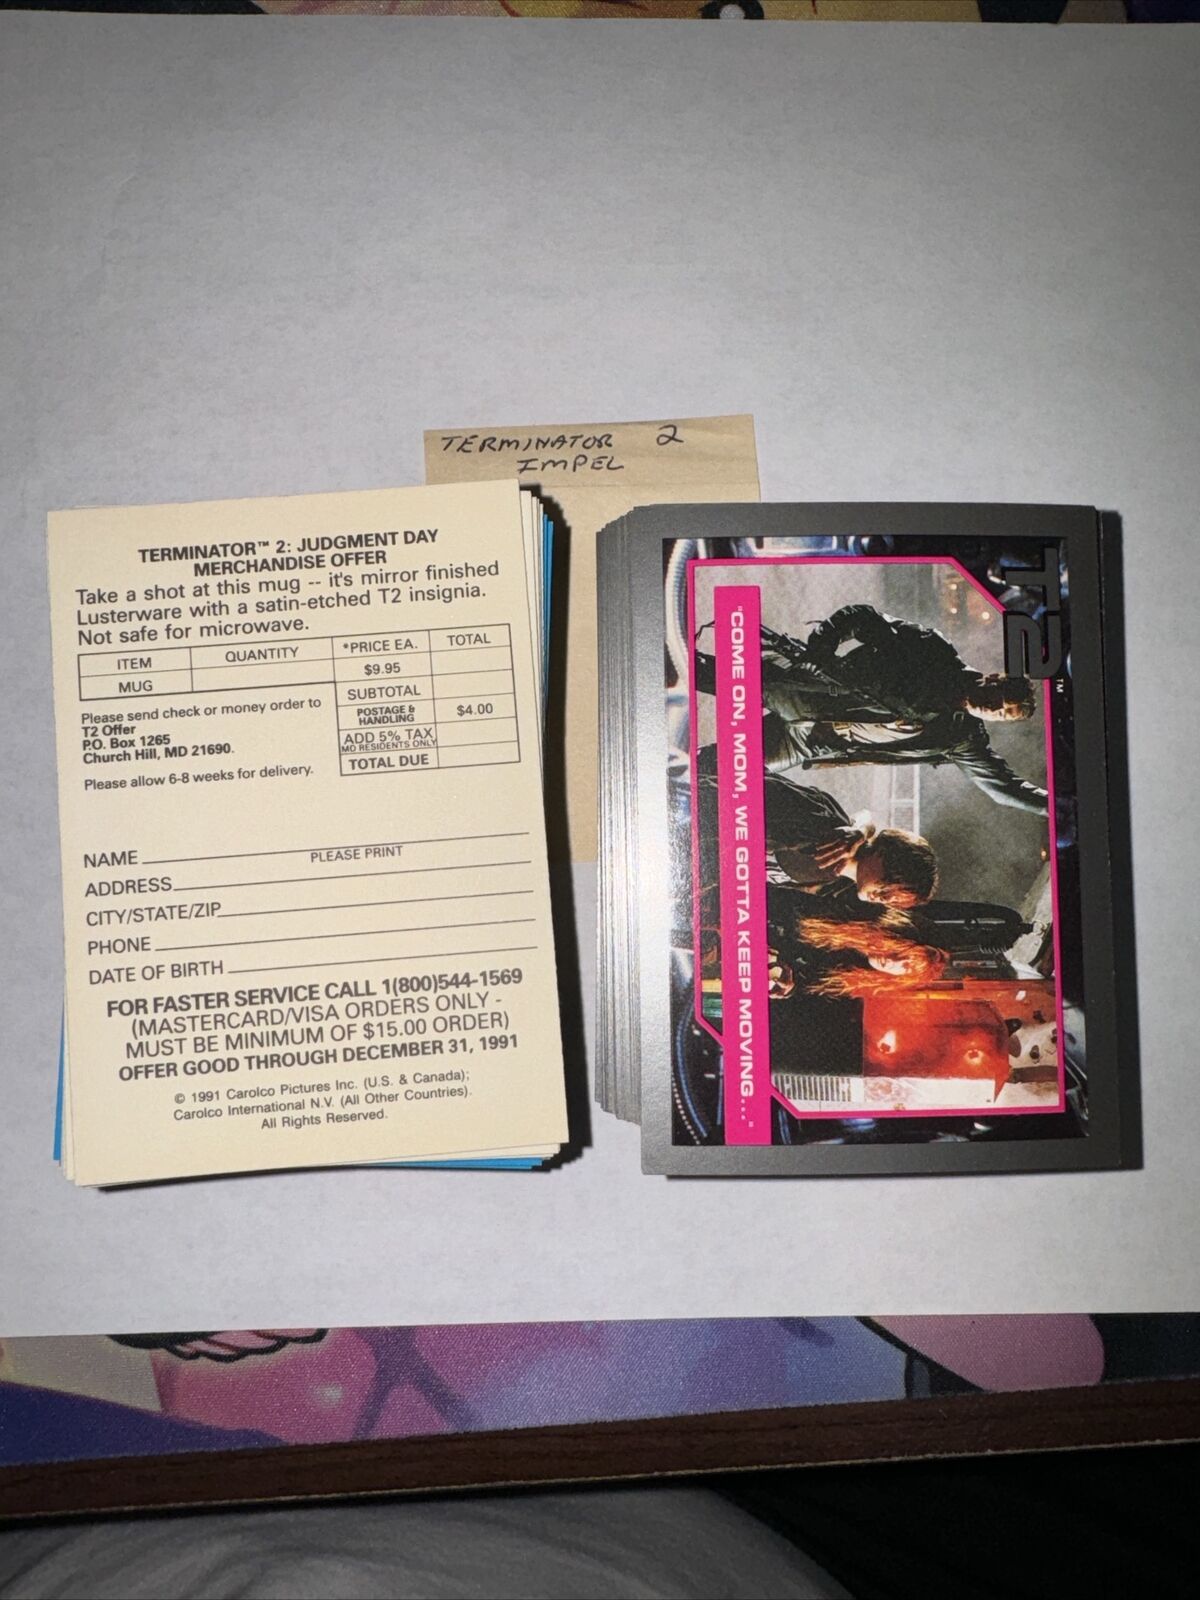 TERMINATOR 2
IMPEL
TERMINATOR™ 2: JUDGMENT DAY
MERCHANDISE OFFER
Take a shot at this mug -- it's mirror finished
Lusterware with a satin-etched T2 insignia.
Not safe for microwave.
ITEM QUANTITY *PRICE EA. TOTAL
MUG $9.95
SUBTOTAL
POSTAGE &
HANDLING $4.00
ADD 5% TAX
MD RESIDENTS ONLY
TOTAL DUE
Please send check or money order to
T2 Offer
P.O. Box 1265
Church Hill, MD 21690.
Please allow 6-8 weeks for delivery.
NAME
PLEASE PRINT
ADDRESS
CITY/STATE/ZIP
PHONE
DATE OF BIRTH
FOR FASTER SERVICE CALL 1(800)544-1569
(MASTERCARD/VISA ORDERS ONLY -
MUST BE MINIMUM OF $15.00 ORDER)
OFFER GOOD THROUGH DECEMBER 31, 1991
© 1991 Carolco Pictures Inc. (U.S. & Canada);
Carolco International N.V. (All Other Countries).
All Rights Reserved.
T2™
"COME ON, MOM, WE GOTTA KEEP MOVING..."